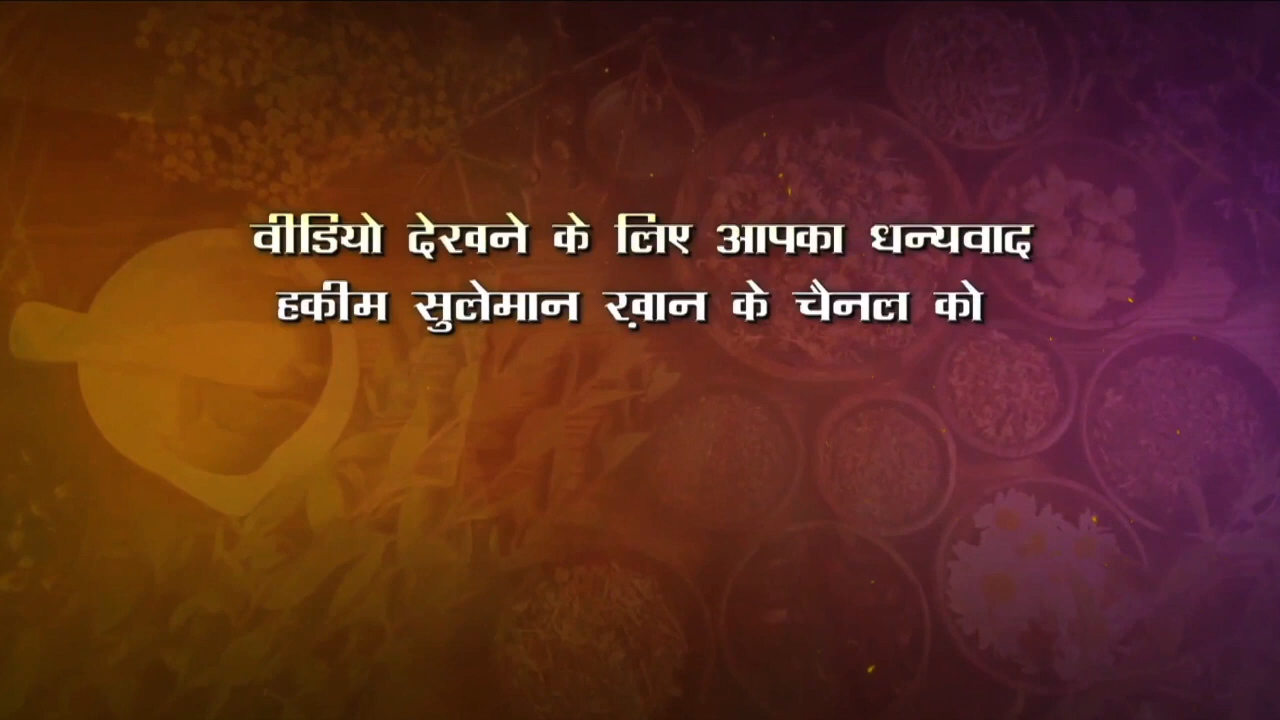 वीडियो देखने के लिए आपका धन्यवाद
हकीम सुलेमान ख़ान के चैनल को